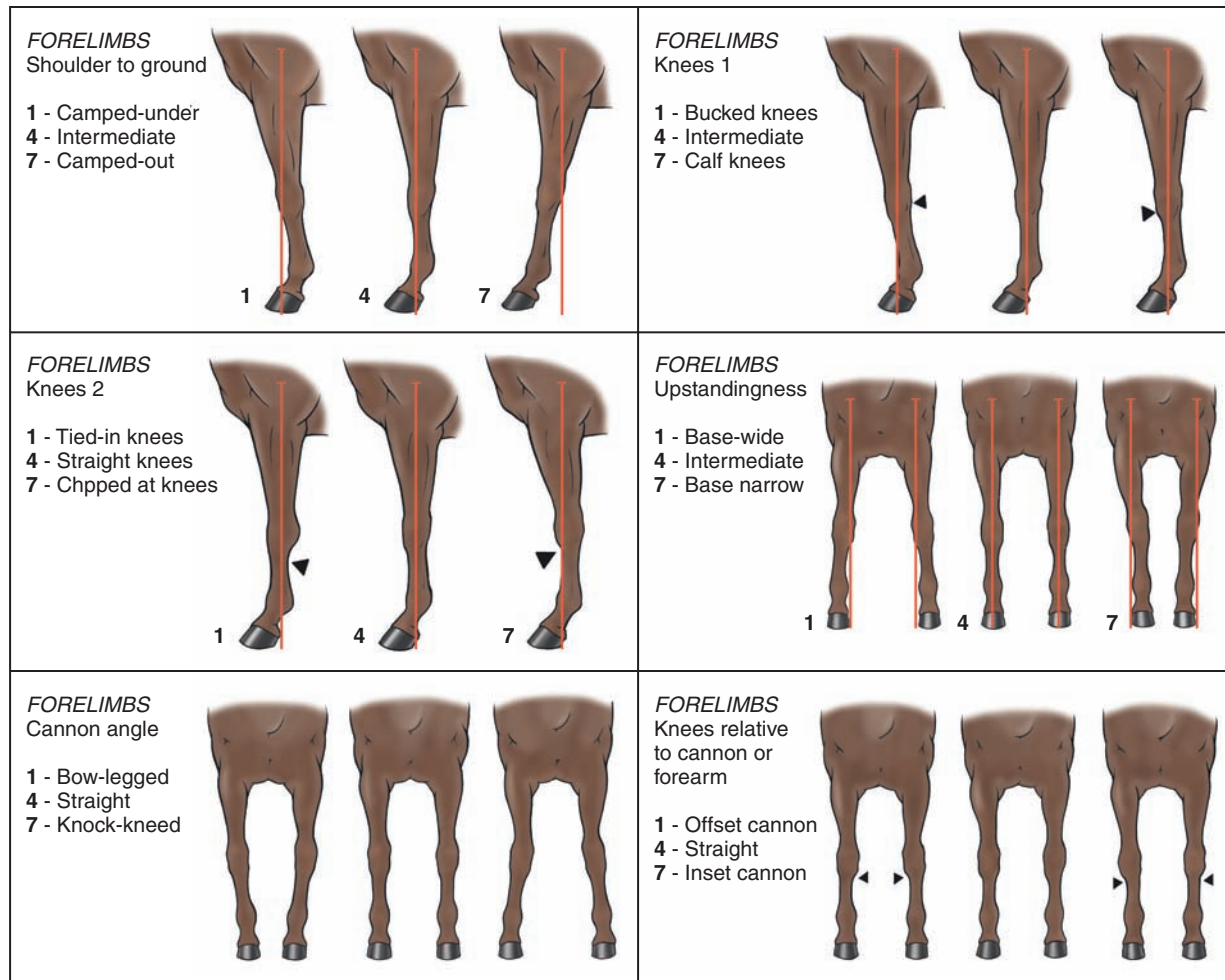 FORELIMBS
Shoulder to ground
1 - Camped-under
4 - Intermediate
7 - Camped-out
1
4
7
FORELIMBS
Knees 1
1 - Bucked knees
4 - Intermediate
7 - Calf knees
FORELIMBS
Knees 2
1 - Tied-in knees
4 - Straight knees
7 - Chpped at knees
1
4
7
FORELIMBS
Upstandingness
1 - Base-wide
4 - Intermediate
7 - Base narrow
1
4
7
FORELIMBS
Cannon angle
1 - Bow-legged
4 - Straight
7 - Knock-kneed
FORELIMBS
Knees relative
to cannon or
forearm
1 - Offset cannon
4 - Straight
7 - Inset cannon